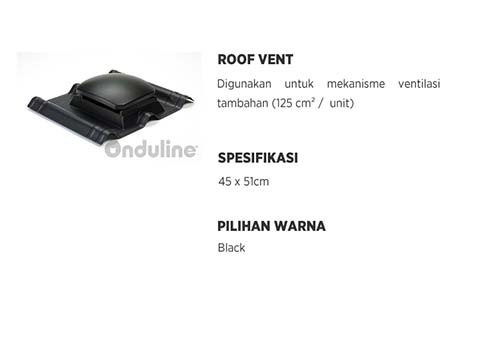 ROOF VENT
Digunakan untuk mekanisme ventilasi
tambahan (125 cm² / unit)
Onduline®
SPESIFIKASI
45 x 51cm
PILIHAN WARNA
Black